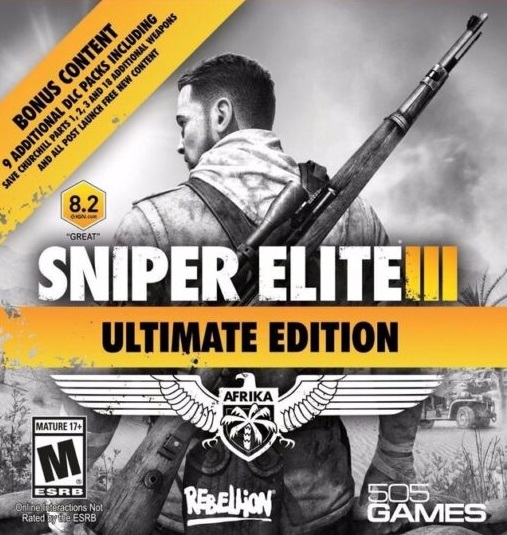 BONUS CONTENT
9 ADDITIONAL DLC PACKS INCLUDING
SAVE CHURCHILL PARTS 1, 2, 3 AND 18 ADDITIONAL WEAPONS
AND ALL POST LAUNCH FREE NEW CONTENT
8.2
IGN.com
"GREAT"
SNIPER ELITE III
ULTIMATE EDITION
AFRIKA
MATURE 17+
M
ESRB
Online Interactions Not
Rated by the ESRB
REBELLION
505
GAMES